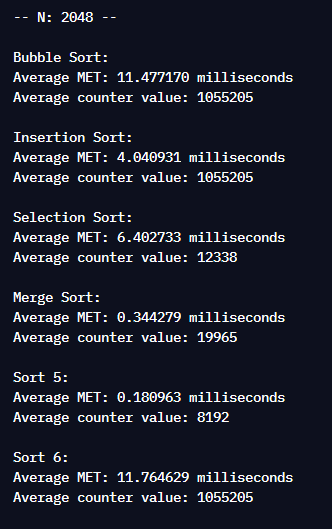 -- N: 2048 --
Bubble Sort:
Average MET: 11.477170 milliseconds
Average counter value: 1055205
Insertion Sort:
Average MET: 4.040931 milliseconds
Average counter value: 1055205
Selection Sort:
Average MET: 6.402733 milliseconds
Average counter value: 12338
Merge Sort:
Average MET: 0.344279 milliseconds
Average counter value: 19965
Sort 5:
Average MET: 0.180963 milliseconds
Average counter value: 8192
Sort 6:
Average MET: 11.764629 milliseconds
Average counter value: 1055205